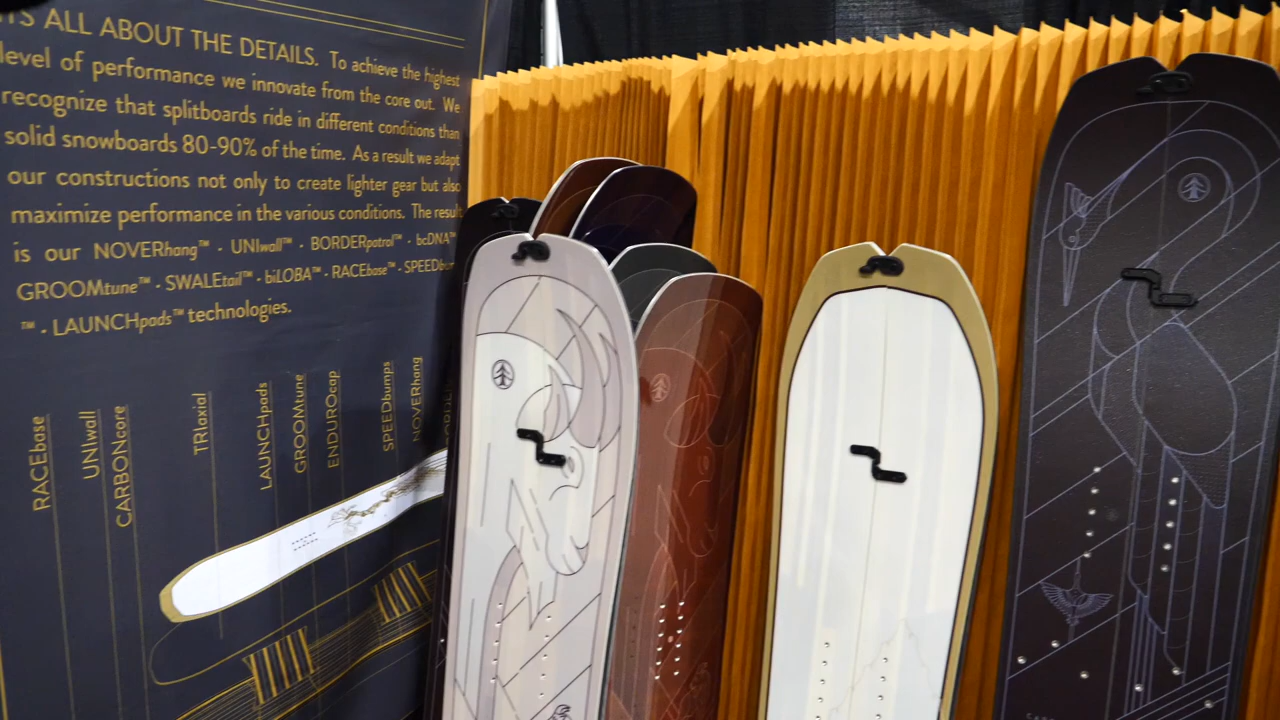 IT'S ALL ABOUT THE DETAILS. To achieve the highest
level of performance we innovate from the core out. We
recognize that splitboards ride in different conditions than
solid snowboards 80-90% of the time. As a result we adapt
our constructions not only to create lighter gear but also
maximize performance in the various conditions. The result
is our NOVERhang™ · UNIwall™ · BORDERpatrol™ · bcDNA™
GROOMtune™ · SWALEtail™ · biLOBA™ · RACEbase™ · SPEEDbumps
™ · LAUNCHpads™ technologies.
RACEbase
UNIwall
CARBONcore
TRIaxial
LAUNCHpads
GROOMtune
ENDUROcap
SPEEDbumps
NOVERhang